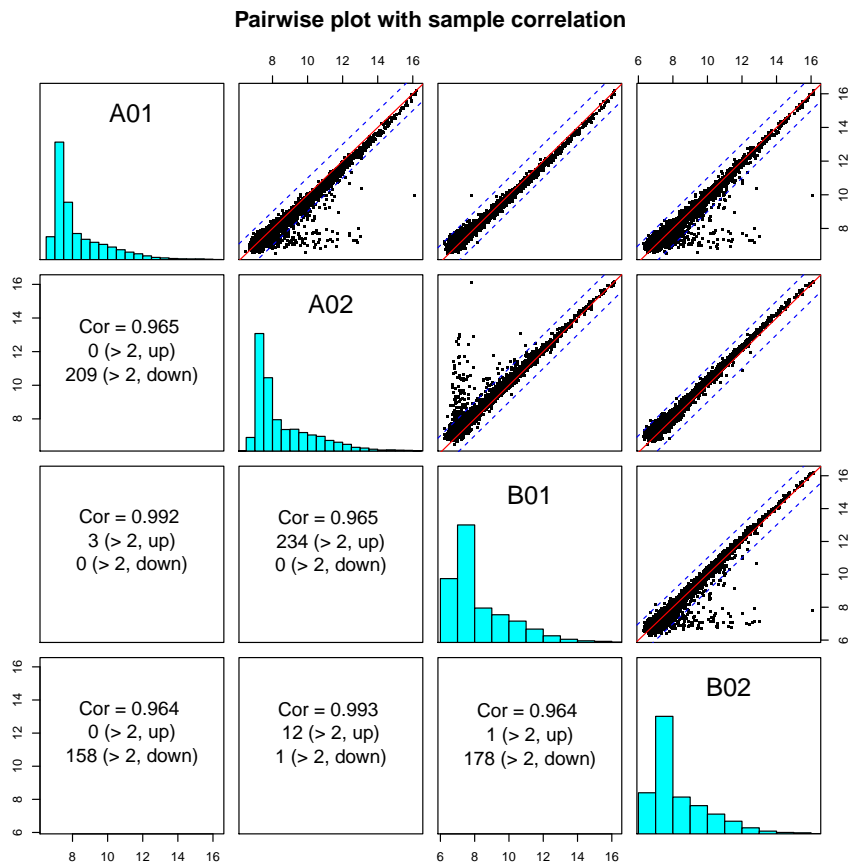 Pairwise plot with sample correlation
8 10 12 14 16
6 8 10 12 14 16
A01
8 10 12 14 16
8 10 12 14 16
Cor = 0.965
0 (> 2, up)
209 (> 2, down)
A02
Cor = 0.992
3 (> 2, up)
0 (> 2, down)
Cor = 0.965
234 (> 2, up)
0 (> 2, down)
B01
6 8 10 12 14 16
6 8 10 12 14 16
Cor = 0.964
0 (> 2, up)
158 (> 2, down)
Cor = 0.993
12 (> 2, up)
1 (> 2, down)
Cor = 0.964
1 (> 2, up)
178 (> 2, down)
B02
8 10 12 14 16
6 8 10 12 14 16